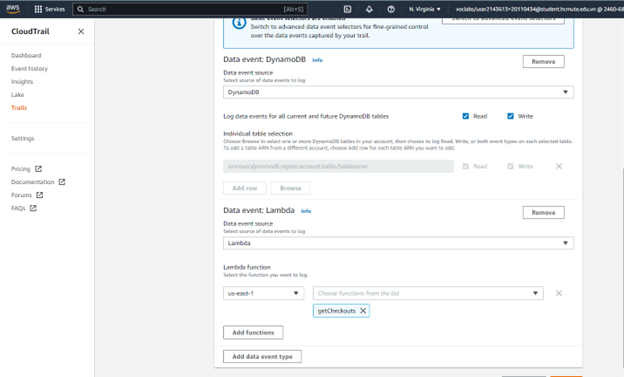 aws
Services
Search
[Alt+S]
N. Virginia
voclabs/user2143613=20110434@student.hcmute.edu.vn @ 2460-68
CloudTrail
Dashboard
Event history
Insights
Lake
Trails
Settings
Pricing
Documentation
Forums
FAQs
Basic event selectors are enabled
Switch to advanced event selectors for fine-grained control
over the data events captured by your trail.
Switch to advanced event selectors
Data event: DynamoDB Info
Remove
Data event source
Select source of data events to log
DynamoDB
Log data events for all current and future DynamoDB tables
Read
Write
Individual table selection
Choose Browse to select one or more DynamoDB tables in your account, then choose to log Read, Write, or both event types on each selected table.
To add a table ARN from a different account, choose Add row for each table ARN you want to add.
arn:aws:dynamodb:region:account:table/tablename
Read
Write
Add row
Browse
Data event: Lambda Info
Remove
Data event source
Select source of data events to log
Lambda
Lambda function
Select the function you want to log.
us-east-1
Choose functions from the list
getCheckouts
Add functions
Add data event type